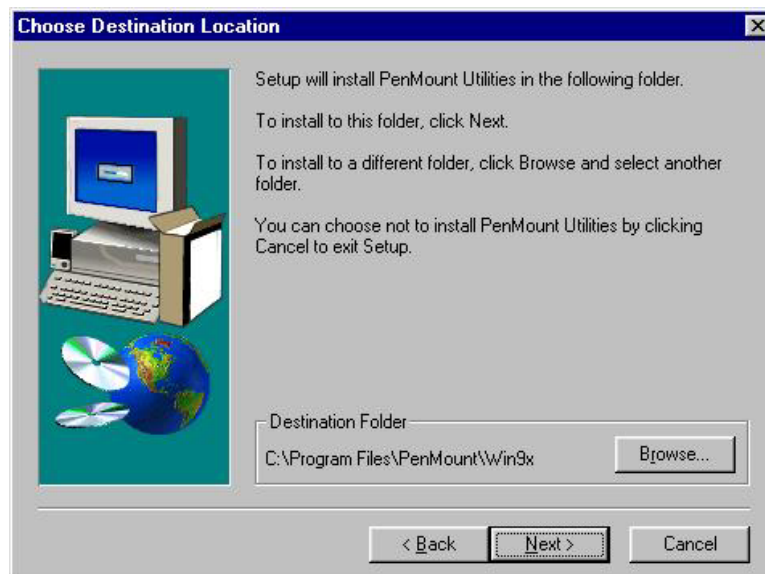 Choose Destination Location
Setup will install PenMount Utilities in the following folder.
To install to this folder, click Next.
To install to a different folder, click Browse and select another
folder.
You can choose not to install PenMount Utilities by clicking
Cancel to exit Setup.
Destination Folder
C:\Program Files\PenMount\Win9x
Browse...
< Back
Next >
Cancel